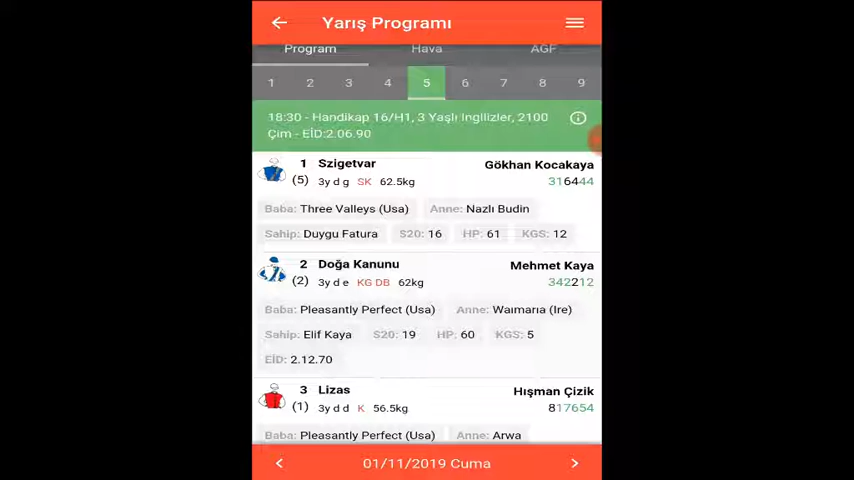 Yarış Programı
Program Hava AGF
1 2 3 4 5 6 7 8 9
18:30 - Handikap 16/H1, 3 Yaşlı Ingilizler, 2100
Çim - EİD:2.06.90
1 Szigetvar Gökhan Kocakaya
(5) 3y d g SK 62.5kg 316444
Baba: Three Valleys (Usa) Anne: Nazlı Budin
Sahip: Duygu Fatura S20: 16 HP: 61 KGS: 12
2 Doğa Kanunu Mehmet Kaya
(2) 3y d e KG DB 62kg 342212
Baba: Pleasantly Perfect (Usa) Anne: Waımarıa (Ire)
Sahip: Elif Kaya S20: 19 HP: 60 KGS: 5
EİD: 2.12.70
3 Lizas Hışman Çizik
(1) 3y d d K 56.5kg 817654
Baba: Pleasantly Perfect (Usa) Anne: Arwa
01/11/2019 Cuma